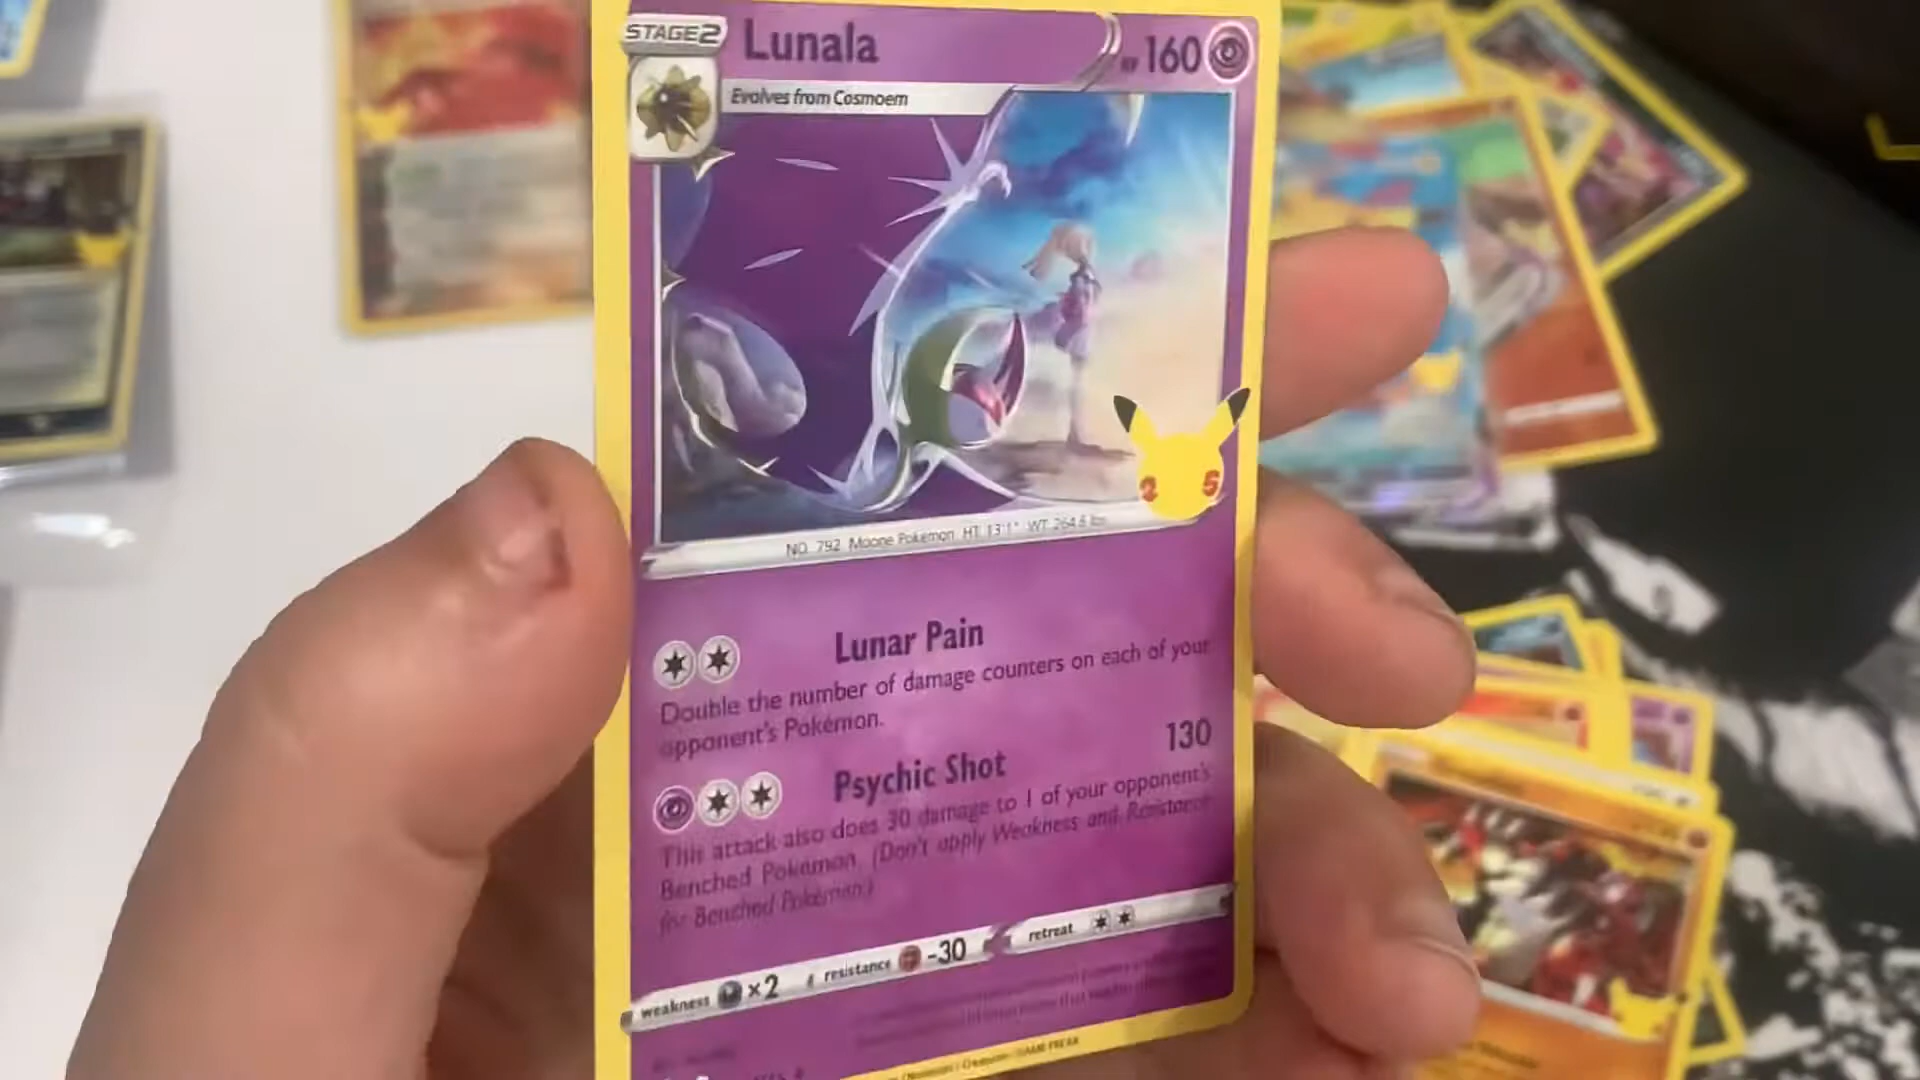 STAGE2
Lunala
HP 160
Evolves from Cosmoem
25
NO. 792 Moone Pokémon HT 13'1" WT 264.6 lbs
Lunar Pain
Double the number of damage counters on each of your
opponent's Pokémon.
Psychic Shot 130
This attack also does 30 damage to 1 of your opponent's
Benched Pokémon. (Don't apply Weakness and Resistance
for Benched Pokémon.)
weakness ×2 resistance -30 retreat